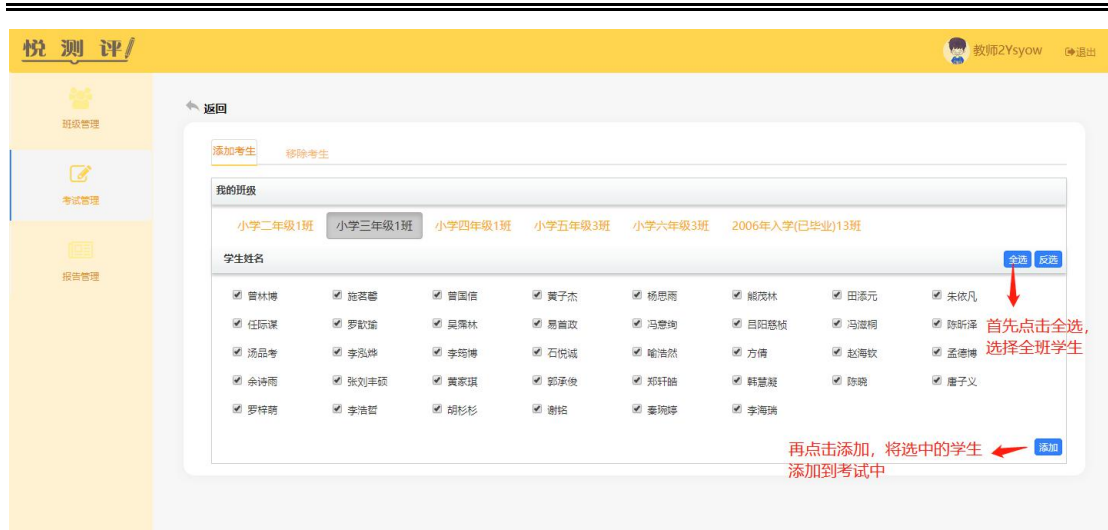 悦 测 评
教师2Ysyow 退出
班级管理
考试管理
报告管理
返回
添加考生 移除考生
我的班级
小学二年级1班 小学三年级1班 小学四年级1班 小学五年级3班 小学六年级3班 2006年入学(已毕业)13班
学生姓名 全选 反选
曾林博 施茗馨 曾国信 黄子杰 杨思雨 熊茂林 田添元 朱依凡
任际谋 罗歆瑜 吴霈林 易首政 冯意绚 吕阳慈桢 冯滋桐 陈昕泽
汤品考 李泓烨 李筠博 石悦诚 喻浩然 方倩 赵海钦 孟德博
余诗雨 张刘丰硕 黄家琪 郭承俊 郑轩皓 韩慧凝 陈晓 唐子义
罗梓萌 李浩哲 胡杉杉 谢铭 秦琬婷 李海瑞
首先点击全选，
选择全班学生
添加
再点击添加，将选中的学生
添加到考试中